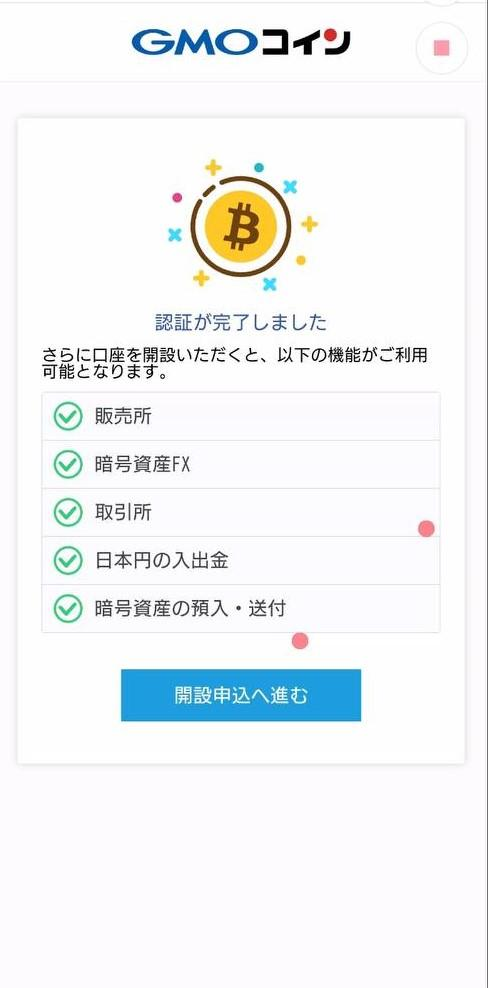 GMOコイン
認証が完了しました
さらに口座を開設いただくと、以下の機能がご利用
可能となります。
販売所
暗号資産FX
取引所
日本円の入出金
暗号資産の預入・送付
開設申込へ進む